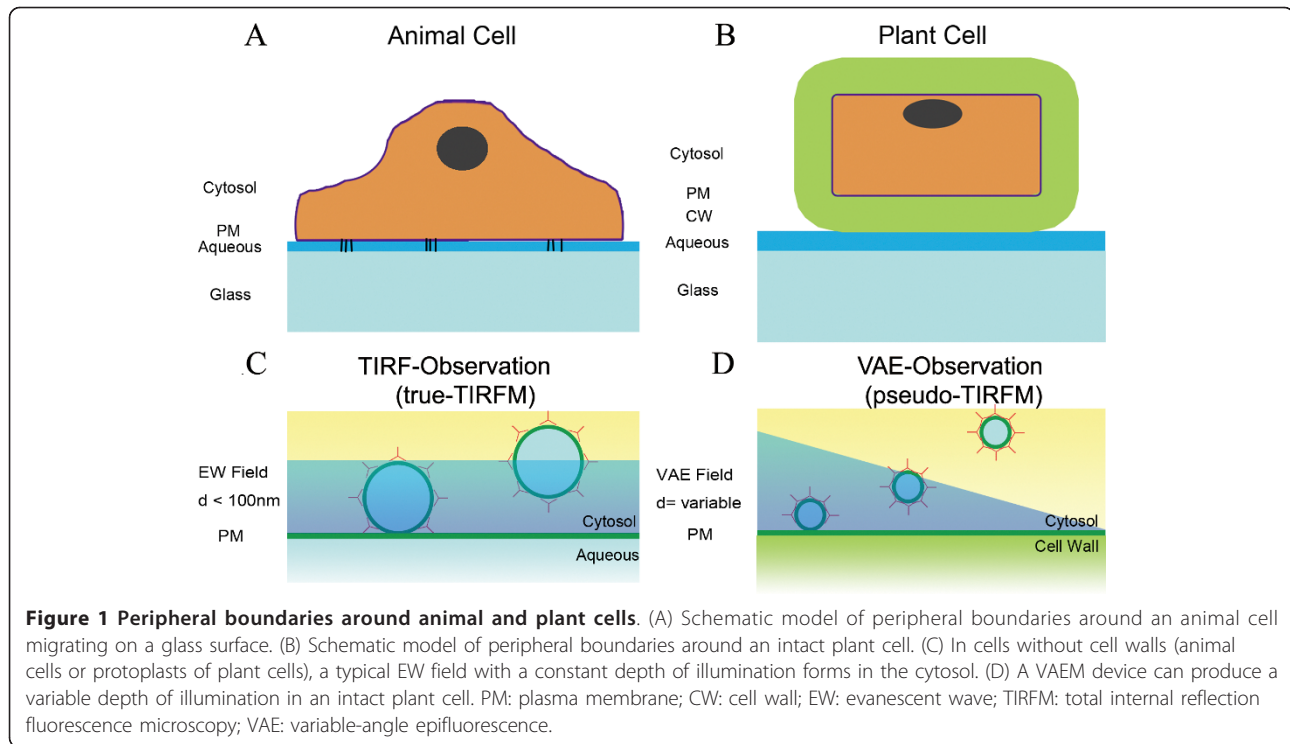 A
Animal Cell
Cytosol
PM
Aqueous
Glass
B
Plant Cell
Cytosol
PM
CW
Aqueous
Glass
C
TIRF-Observation
(true-TIRFM)
EW Field
d < 100nm
PM
Cytosol
Aqueous
D
VAE-Observation
(pseudo-TIRFM)
VAE Field
d= variable
PM
Cytosol
Cell Wall
Figure 1 Peripheral boundaries around animal and plant cells. (A) Schematic model of peripheral boundaries around an animal cell
migrating on a glass surface. (B) Schematic model of peripheral boundaries around an intact plant cell. (C) In cells without cell walls (animal
cells or protoplasts of plant cells), a typical EW field with a constant depth of illumination forms in the cytosol. (D) A VAEM device can produce a
variable depth of illumination in an intact plant cell. PM: plasma membrane; CW: cell wall; EW: evanescent wave; TIRFM: total internal reflection
fluorescence microscopy; VAE: variable-angle epifluorescence.